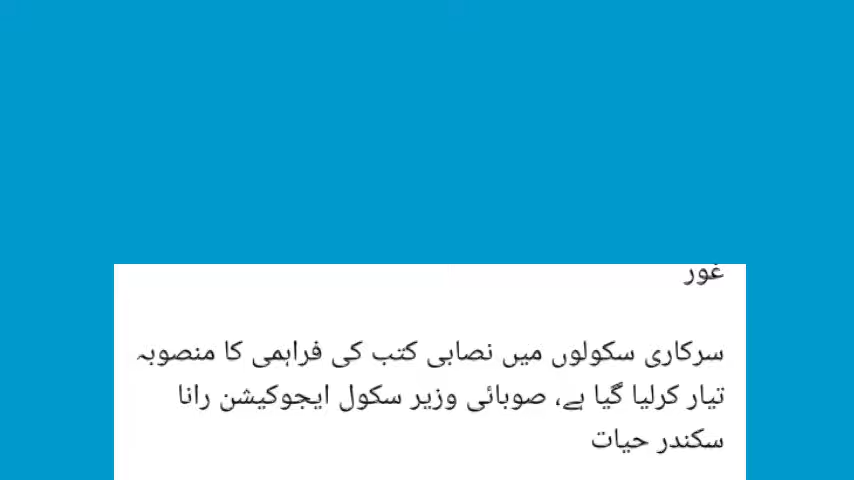 غور
سرکاری سکولوں میں نصابی کتب کی فراہمی کا منصوبہ
تیار کرلیا گیا ہے، صوبائی وزیر سکول ایجوکیشن رانا
سکندر حیات